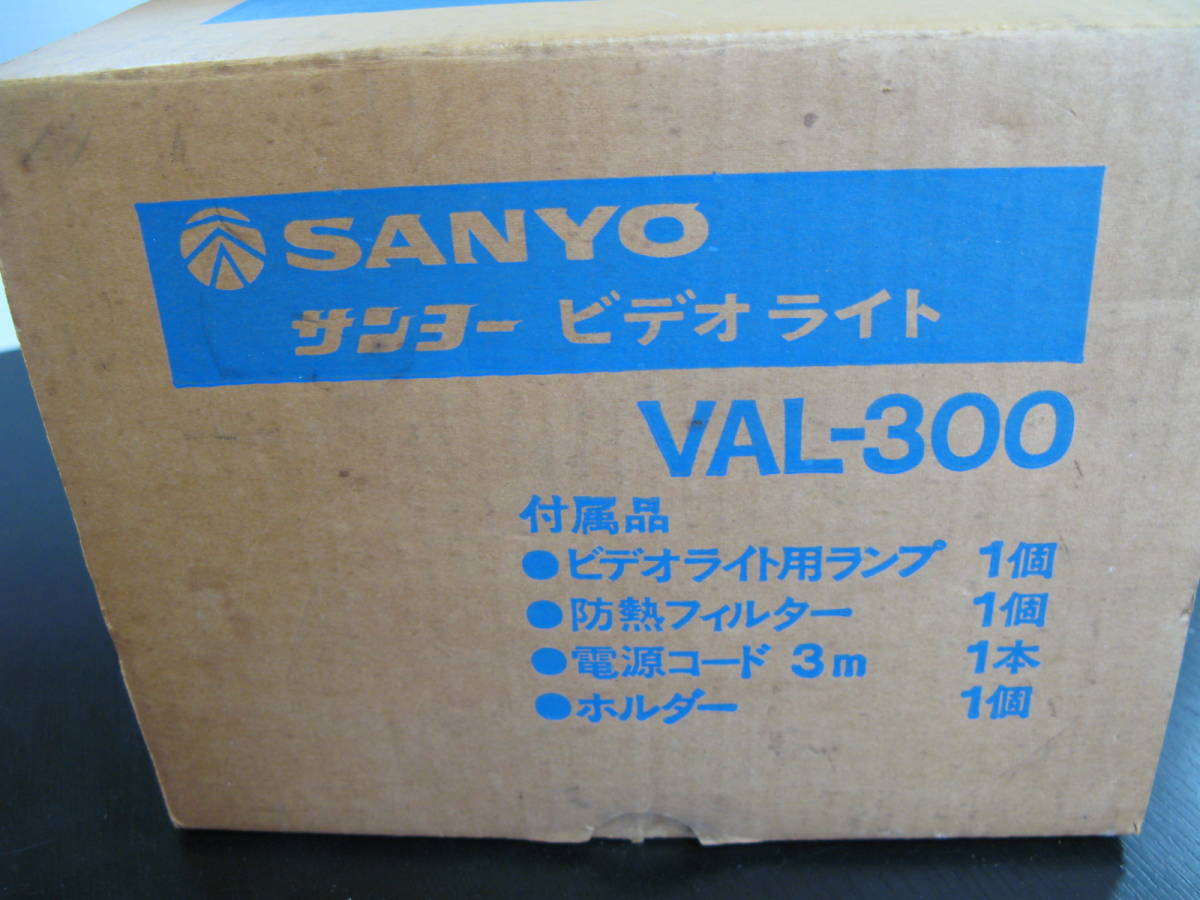 SANYO
サンヨー ビデオライト
VAL-300
付属品
●ビデオライト用ランプ 1個
●防熱フィルター 1個
●電源コード 3m 1本
●ホルダー 1個